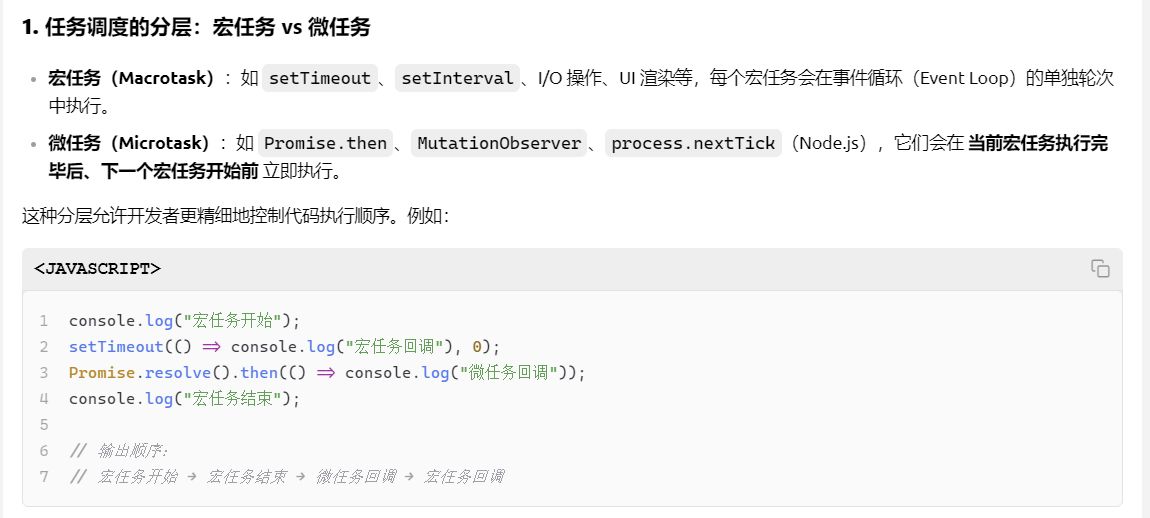 1. 任务调度的分层：宏任务 vs 微任务
• 宏任务（Macrotask）：如 setTimeout、setInterval、I/O 操作、UI 渲染等，每个宏任务会在事件循环（Event Loop）的单独轮次
中执行。
• 微任务（Microtask）：如 Promise.then、MutationObserver、process.nextTick（Node.js），它们会在 当前宏任务执行完
毕后、下一个宏任务开始前 立即执行。
这种分层允许开发者更精细地控制代码执行顺序。例如：
<JAVASCRIPT>
1 console.log("宏任务开始");
2 setTimeout(() => console.log("宏任务回调"), 0);
3 Promise.resolve().then(() => console.log("微任务回调"));
4 console.log("宏任务结束");
5
6 // 输出顺序：
7 // 宏任务开始 → 宏任务结束 → 微任务回调 → 宏任务回调